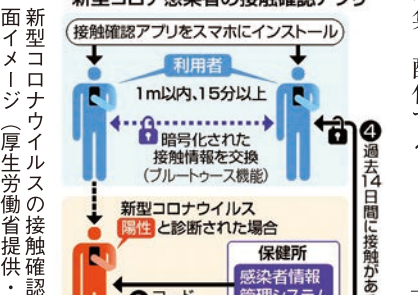 新型コロナ感染者の接触確認アプリ
接触確認アプリをスマホにインストール
利用者
1m以内、15分以上
暗号化された
接触情報を交換
(ブルートゥース機能)
❹過去14日間に接触があ
新型コロナウイルス
陽性と診断された場合
保健所
感染者情報
管理システム
コード
新型コロナウイルスの接触確認
面イメージ(厚生労働省提供・